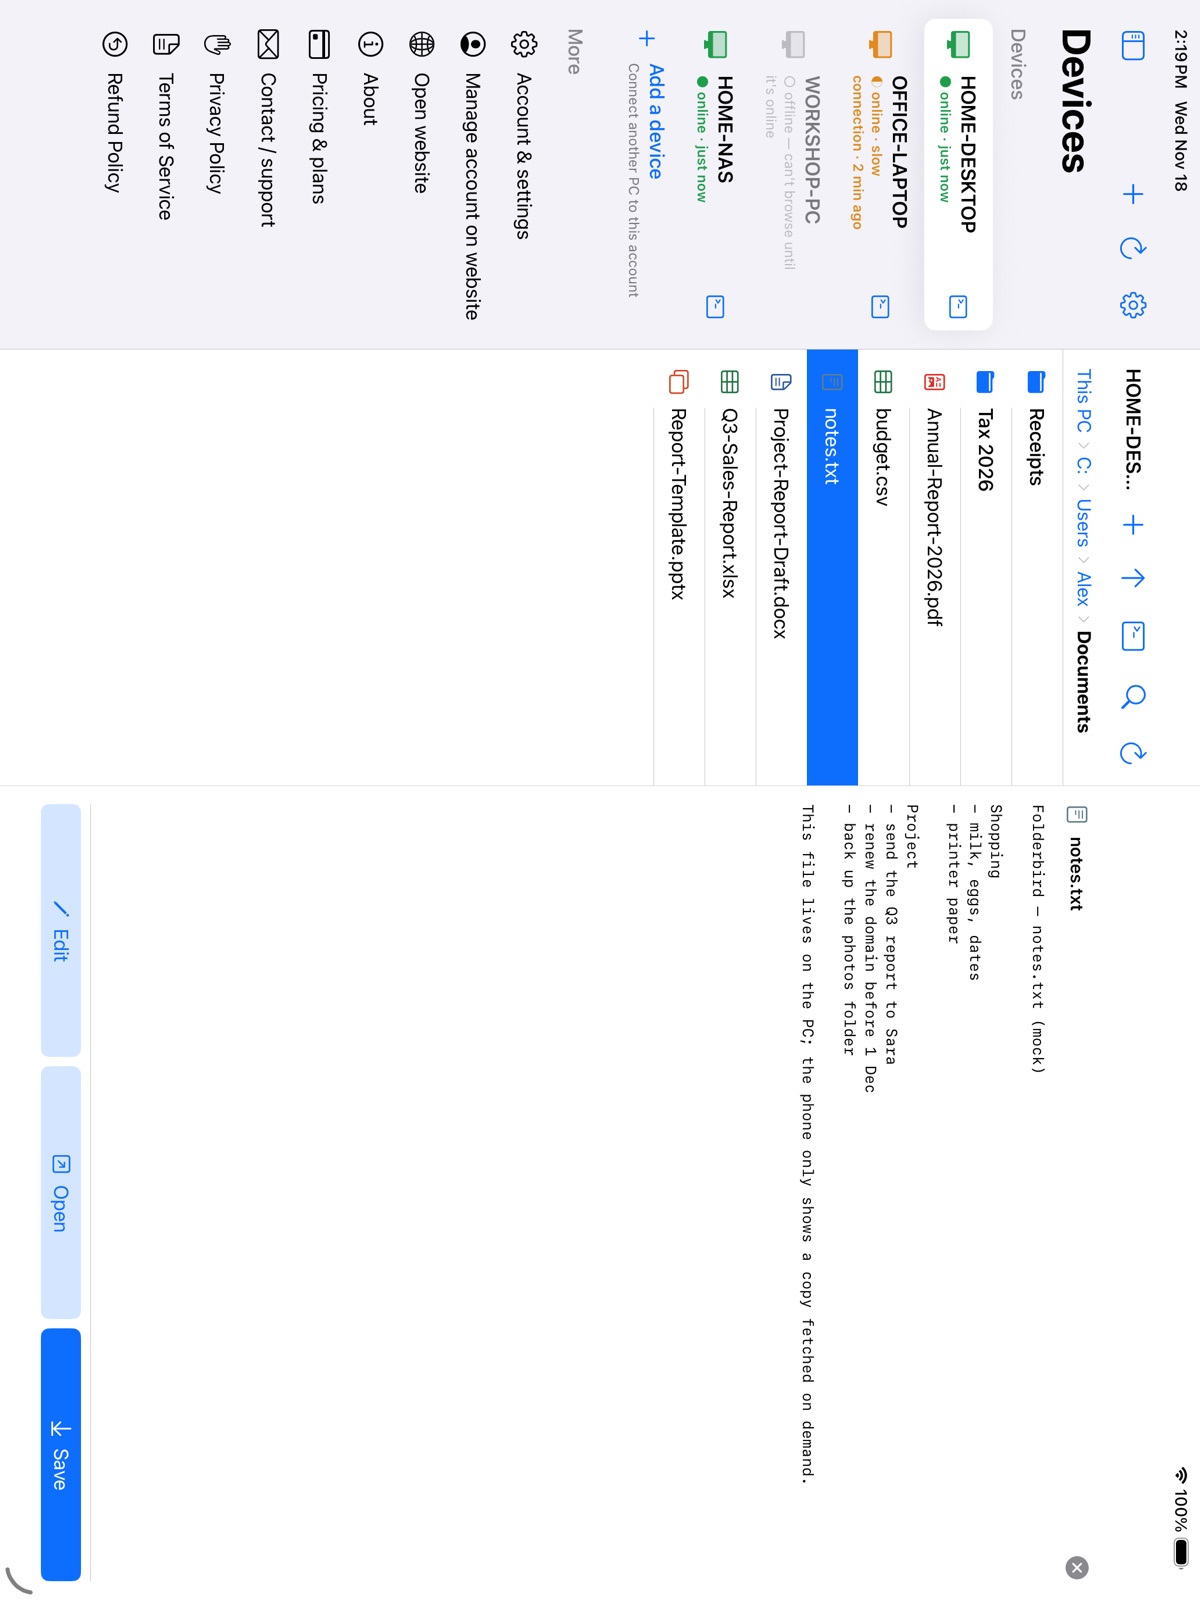 2:19 PM Wed Nov 18
100%
Devices
Devices
HOME-DESKTOP
online · just now
OFFICE-LAPTOP
online · slow
connection · 2 min ago
WORKSHOP-PC
offline — can't browse until
it's online
HOME-NAS
online · just now
Add a device
Connect another PC to this account
More
Account & settings
Manage account on website
Open website
About
Pricing & plans
Contact / support
Privacy Policy
Terms of Service
Refund Policy
HOME-DES...
This PC > C: > Users > Alex > Documents
Receipts
Tax 2026
Annual-Report-2026.pdf
budget.csv
notes.txt
Project-Report-Draft.docx
Q3-Sales-Report.xlsx
Report-Template.pptx
notes.txt
Folderbird — notes.txt (mock)
Shopping
- milk, eggs, dates
- printer paper
Project
- send the Q3 report to Sara
- renew the domain before 1 Dec
- back up the photos folder
This file lives on the PC; the phone only shows a copy fetched on demand.
Edit
Open
Save